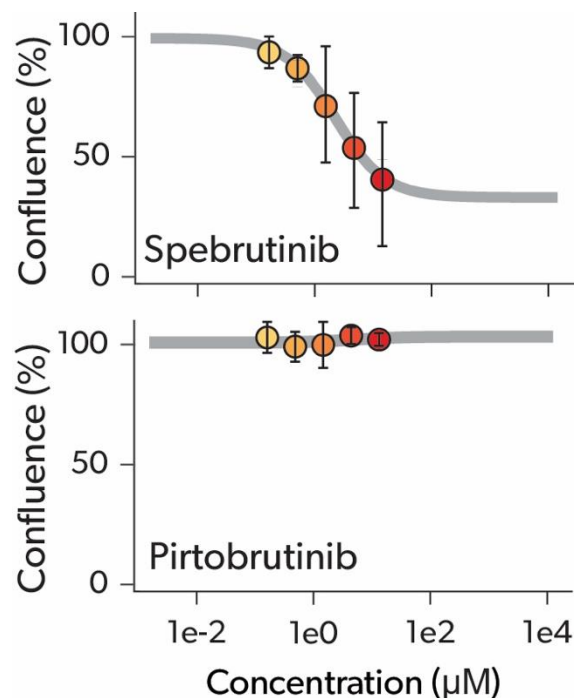 Confluence (%)
100
50
0
Spebrutinib
Confluence (%)
100
50
0
Pirtobrutinib
1e-2 1e0 1e2 1e4
Concentration (μM)